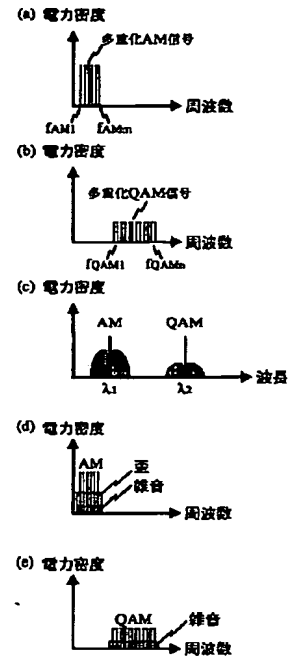 (a) 電力密度
多重化AM信号
周波数
fAM1 fAMm
(b) 電力密度
多重化QAM信号
周波数
fQAM1 fQAMn
(c) 電力密度
AM QAM
波長
λ1 λ2
(d) 電力密度
AM 歪
雑音
周波数
(e) 電力密度
QAM 雑音
周波数